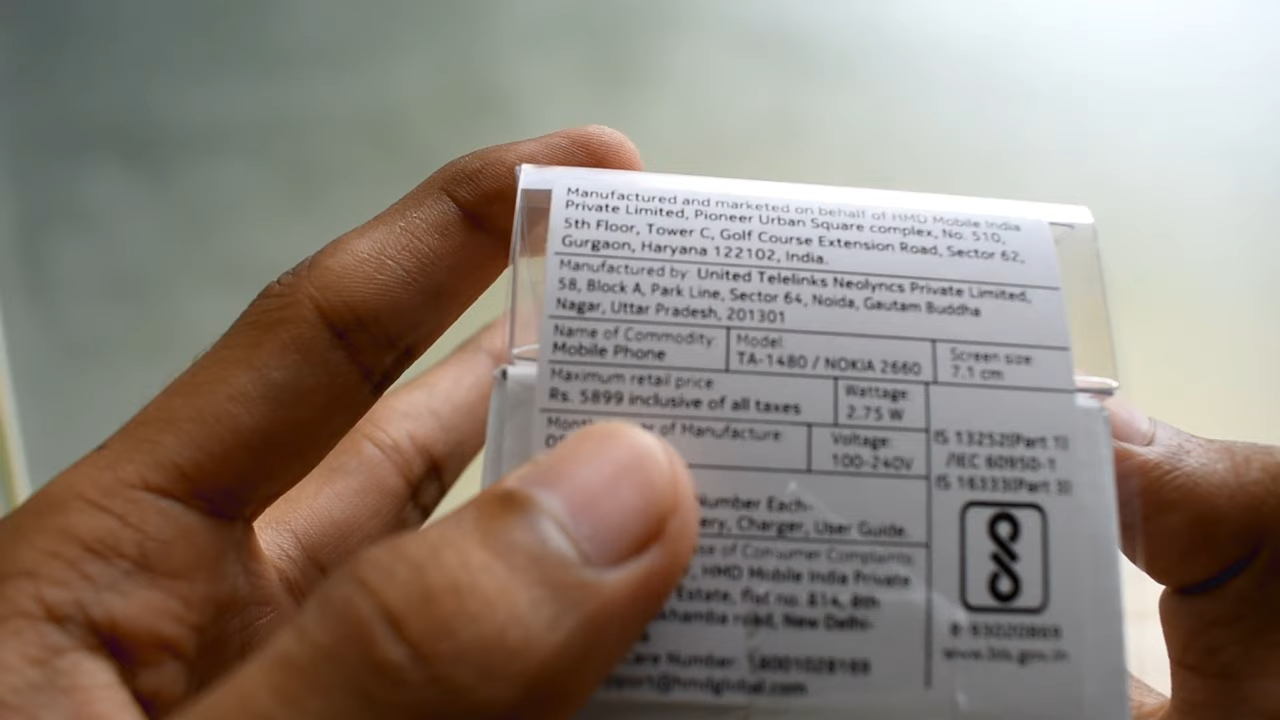 Manufactured and marketed on behalf of HMD Mobile India
Private Limited, Pioneer Urban Square complex, No. 510,
5th Floor, Tower C, Golf Course Extension Road, Sector 62,
Gurgaon, Haryana 122102, India.
Manufactured by: United Telelinks Neolyncs Private Limited,
58, Block A, Park Line, Sector 64, Noida, Gautam Buddha
Nagar, Uttar Pradesh, 201301
Name of Commodity:
Mobile Phone
Model:
TA-1480 / NOKIA 2660
Screen size
7.1 cm
Maximum retail price
Rs. 5899 inclusive of all taxes
Wattage:
2.75 W
of Manufacture
Voltage:
100-240V
IS 13252(Part 1)
/IEC 60950-1
IS 16333(Part 3)
Number Each-
Charger, User Guide.
of Consumer Complaints:
HMD Mobile India Private
Estate, flat no. 814, 8th
road, New Delhi-
Care Number:
www.bis.gov.in